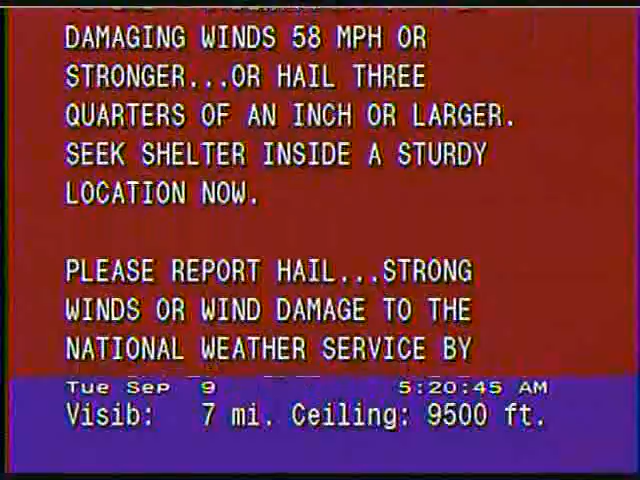 DAMAGING WINDS 58 MPH OR
STRONGER...OR HAIL THREE
QUARTERS OF AN INCH OR LARGER.
SEEK SHELTER INSIDE A STURDY
LOCATION NOW.
PLEASE REPORT HAIL...STRONG
WINDS OR WIND DAMAGE TO THE
NATIONAL WEATHER SERVICE BY
Tue Sep 9 5:20:45 AM
Visib: 7 mi. Ceiling: 9500 ft.